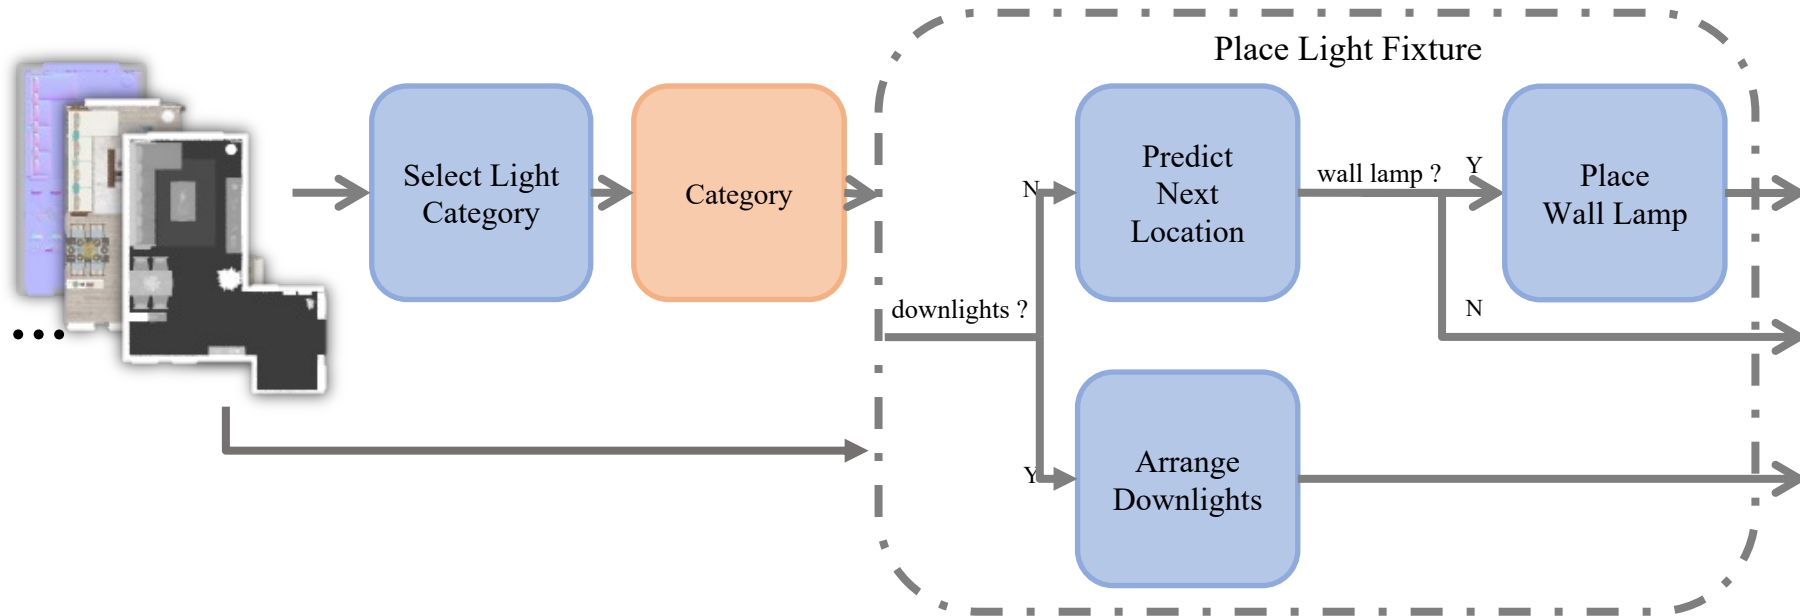 Place Light Fixture
Select Light
Category
Category
downlights ?
N
Y
Predict
Next
Location
wall lamp ?
Y
N
Place
Wall Lamp
Arrange
Downlights
...